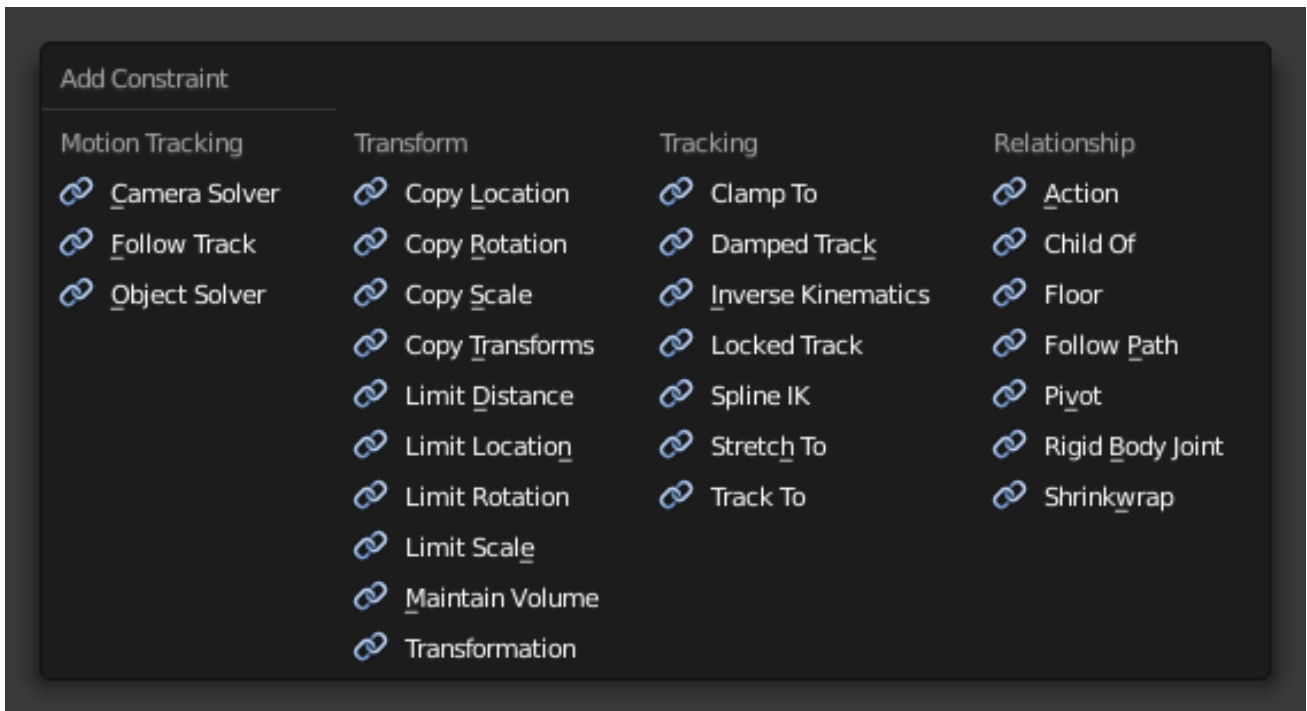 Add Constraint
Motion Tracking
Camera Solver
Follow Track
Object Solver
Transform
Copy Location
Copy Rotation
Copy Scale
Copy Transforms
Limit Distance
Limit Location
Limit Rotation
Limit Scale
Maintain Volume
Transformation
Tracking
Clamp To
Damped Track
Inverse Kinematics
Locked Track
Spline IK
Stretch To
Track To
Relationship
Action
Child Of
Floor
Follow Path
Pivot
Rigid Body Joint
Shrinkwrap